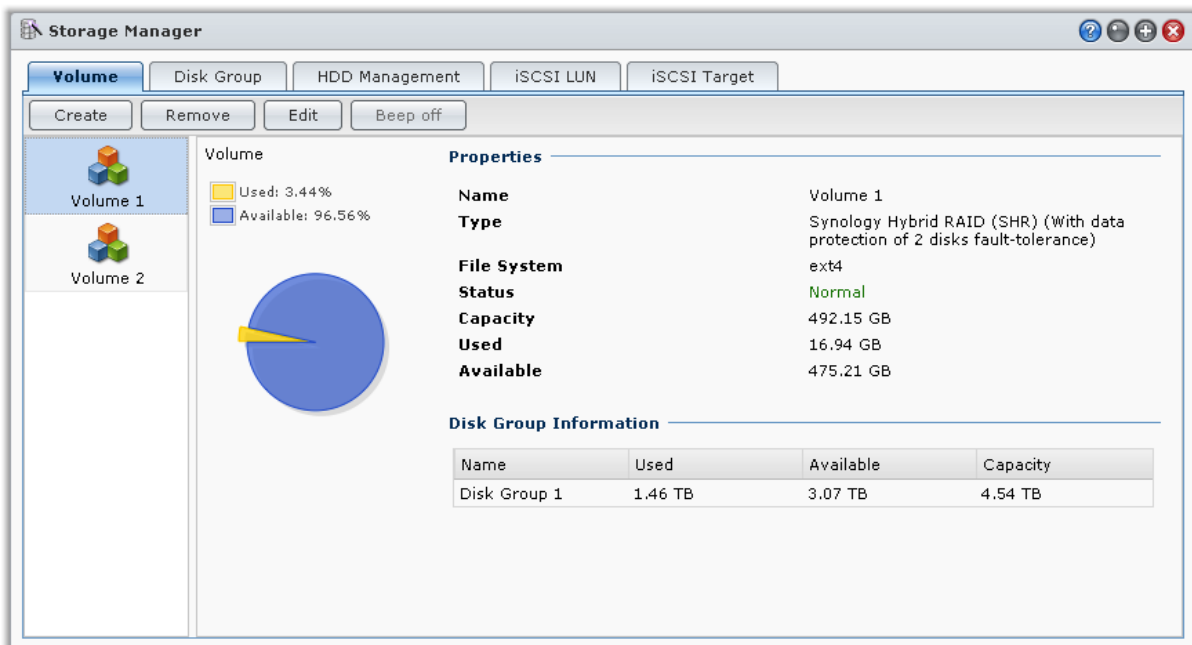 Storage Manager
Volume Disk Group HDD Management iSCSI LUN iSCSI Target
Create Remove Edit Beep off
Volume 1
Volume 2
Volume
Used: 3.44%
Available: 96.56%
Properties
Name Volume 1
Type Synology Hybrid RAID (SHR) (With data
protection of 2 disks fault-tolerance)
File System ext4
Status Normal
Capacity 492.15 GB
Used 16.94 GB
Available 475.21 GB
Disk Group Information
Name Used Available Capacity
Disk Group 1 1.46 TB 3.07 TB 4.54 TB